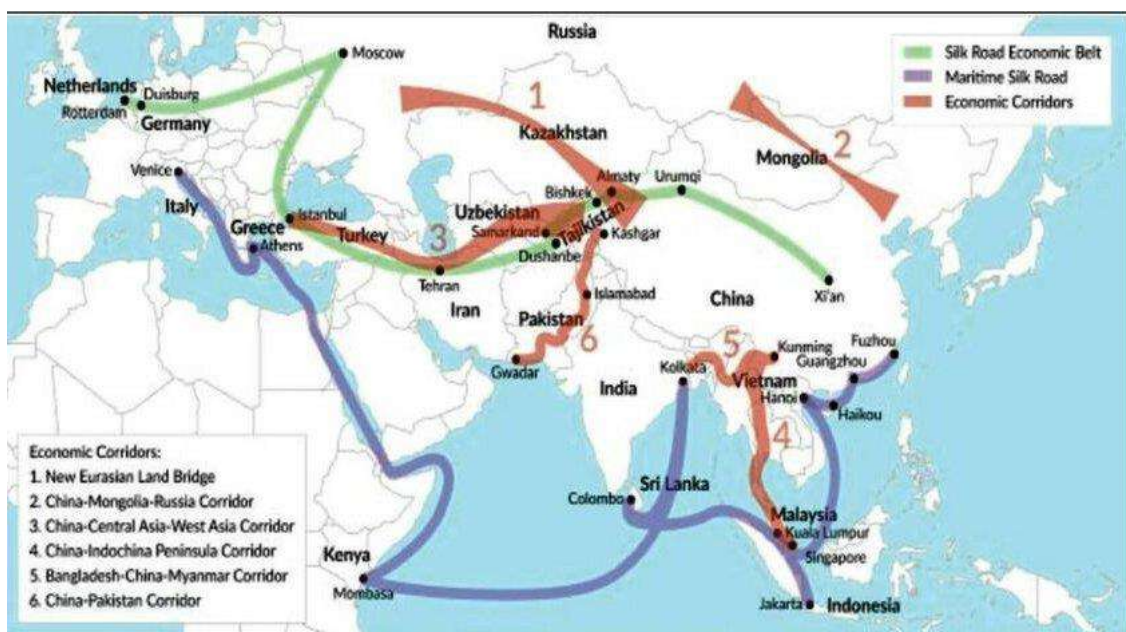 Russia
Moscow
Silk Road Economic Belt
Maritime Silk Road
Economic Corridors
Netherlands
Duisburg
Rotterdam
Germany
1
Kazakhstan
2
Mongolia
Venice
Italy
Almaty
Urumqi
Bishkek
Istanbul
Uzbekistan
Greece
Turkey
3
Samarkand
Tajikistan
Kashgar
Athens
Dushanbe
Tehran
Islamabad
China
Xi'an
Iran
Pakistan
6
Gwadar
Kolkata
5
Kunming
Fuzhou
Guangzhou
India
Vietnam
Hanoi
Haikou
4
Economic Corridors:
1. New Eurasian Land Bridge
2. China-Mongolia-Russia Corridor
3. China-Central Asia-West Asia Corridor
4. China-Indochina Peninsula Corridor
5. Bangladesh-China-Myanmar Corridor
6. China-Pakistan Corridor
Colombo
Sri Lanka
Malaysia
Kuala Lumpur
Singapore
Kenya
Mombasa
Jakarta
Indonesia